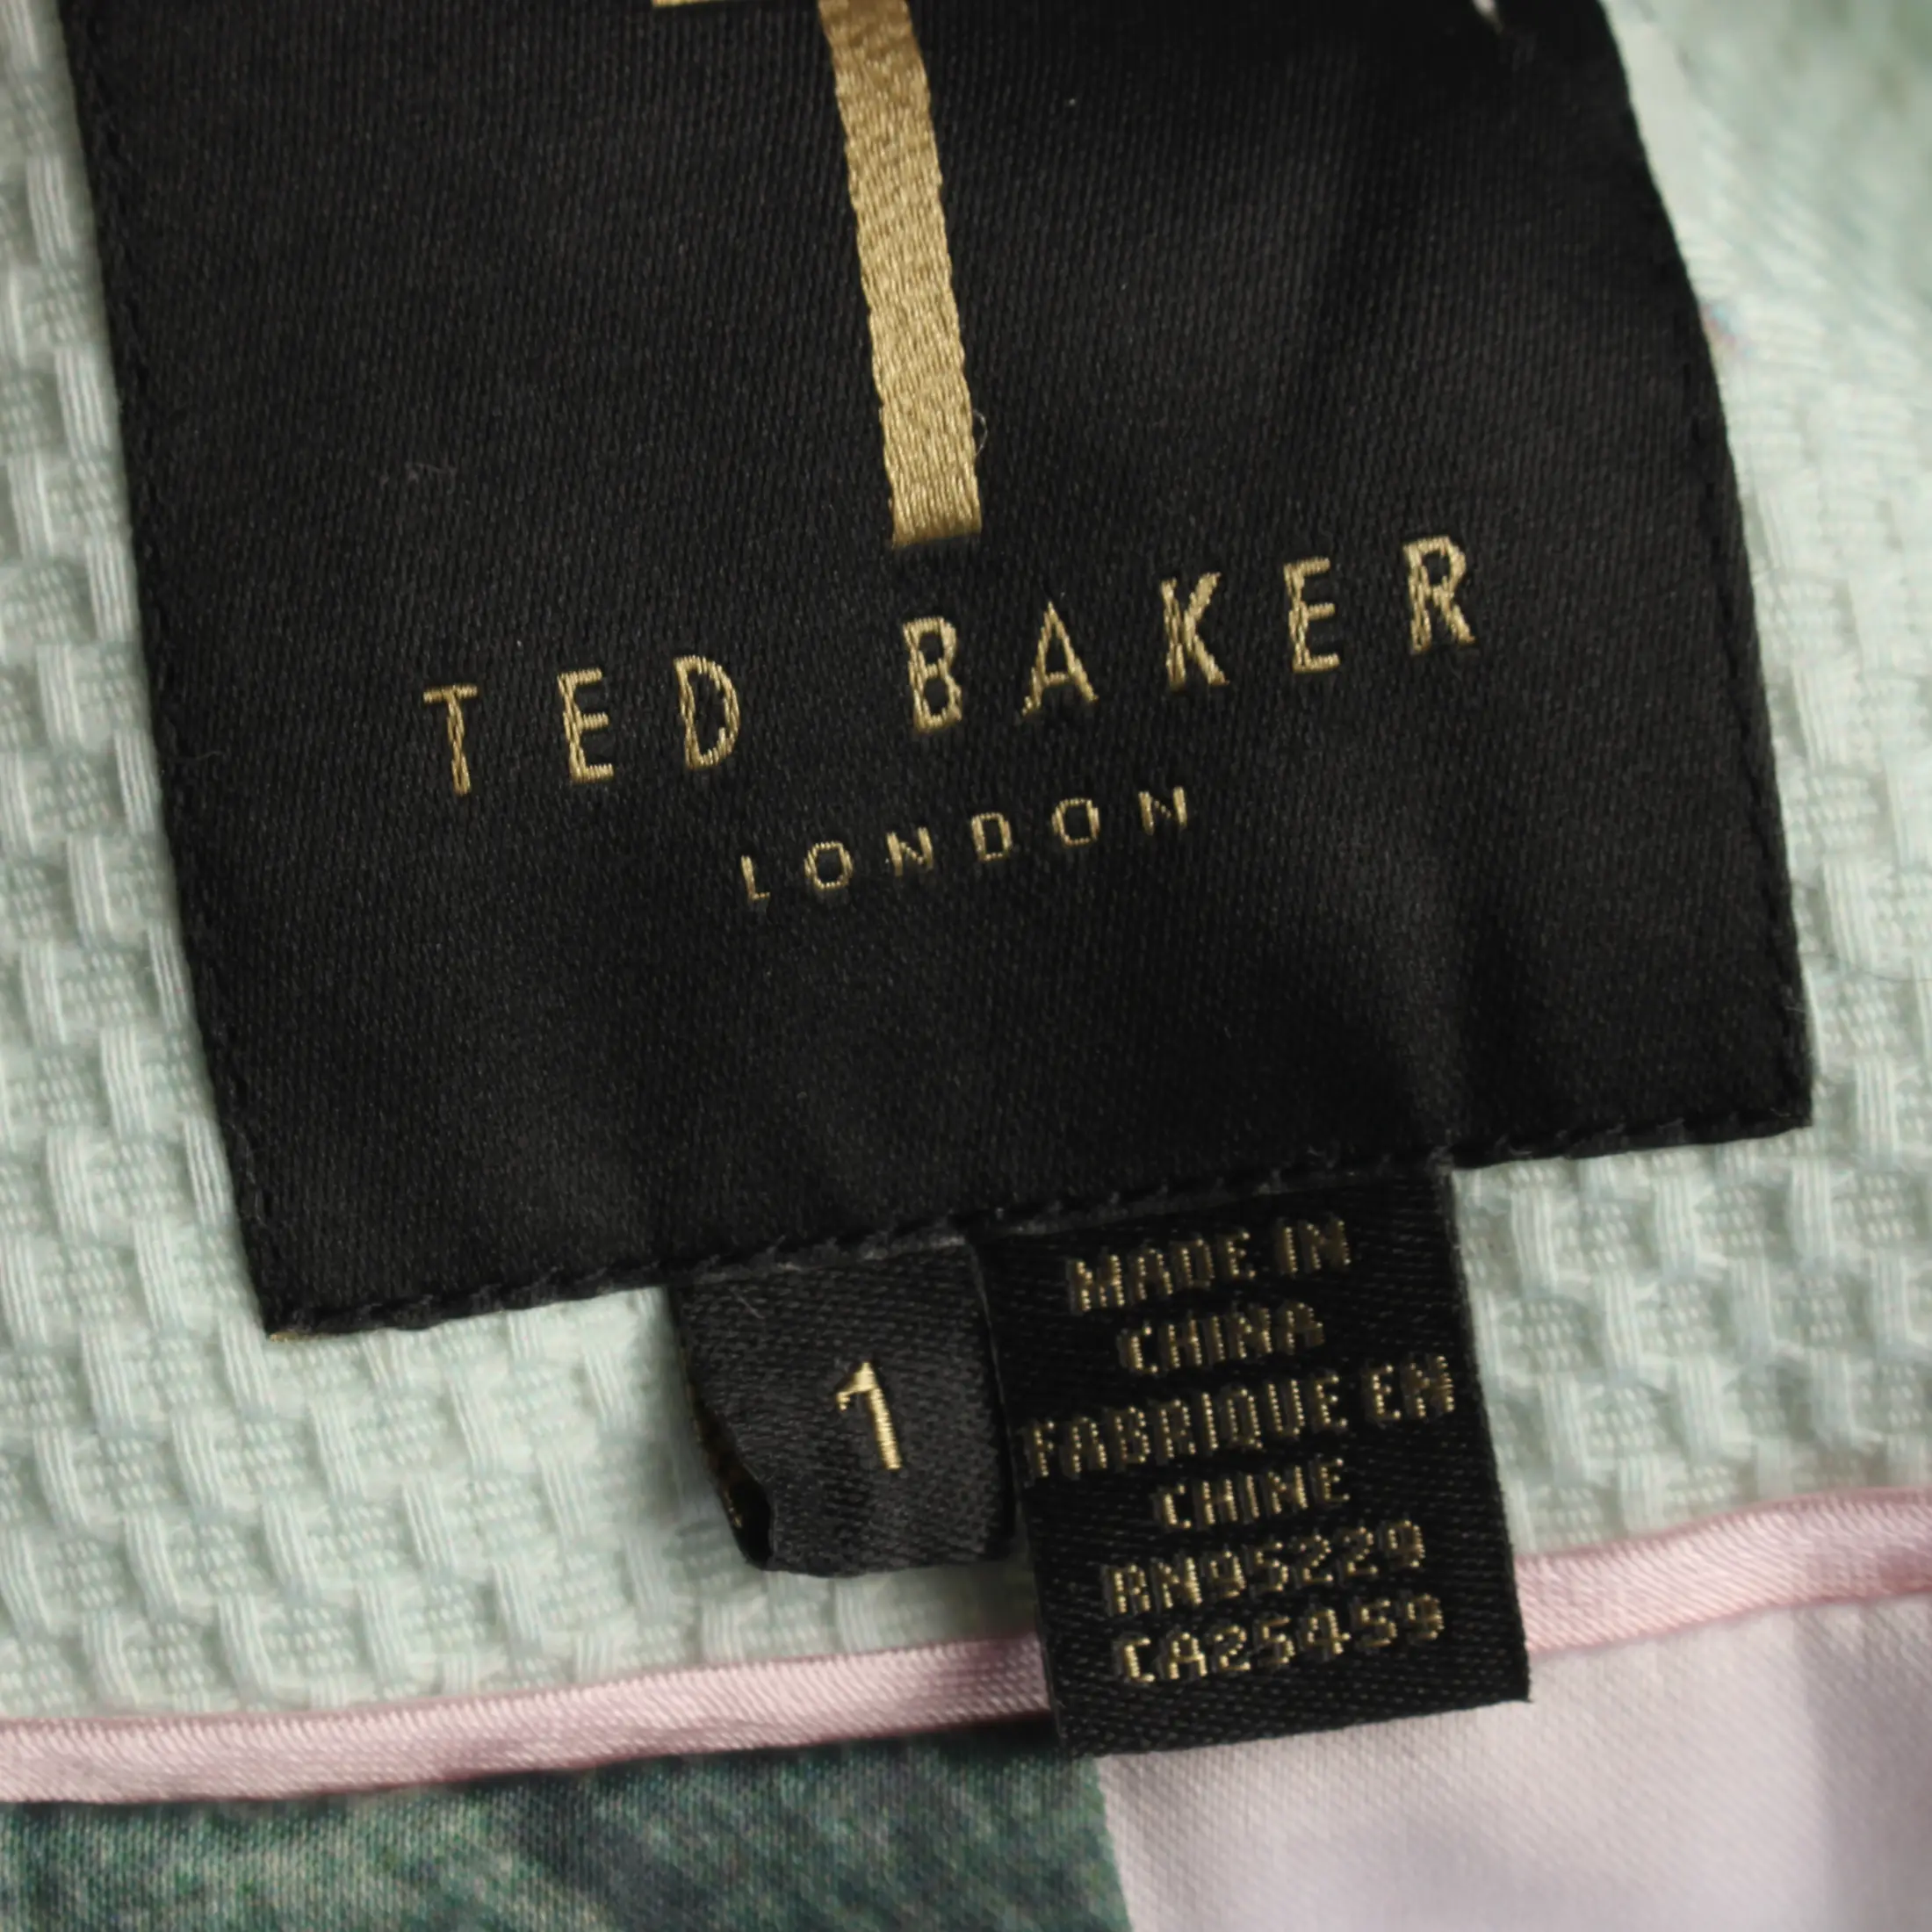 T
TED BAKER
LONDON
1
MADE IN
CHINA
FABRIQUE EN
CHINE
RN95229
CA25459